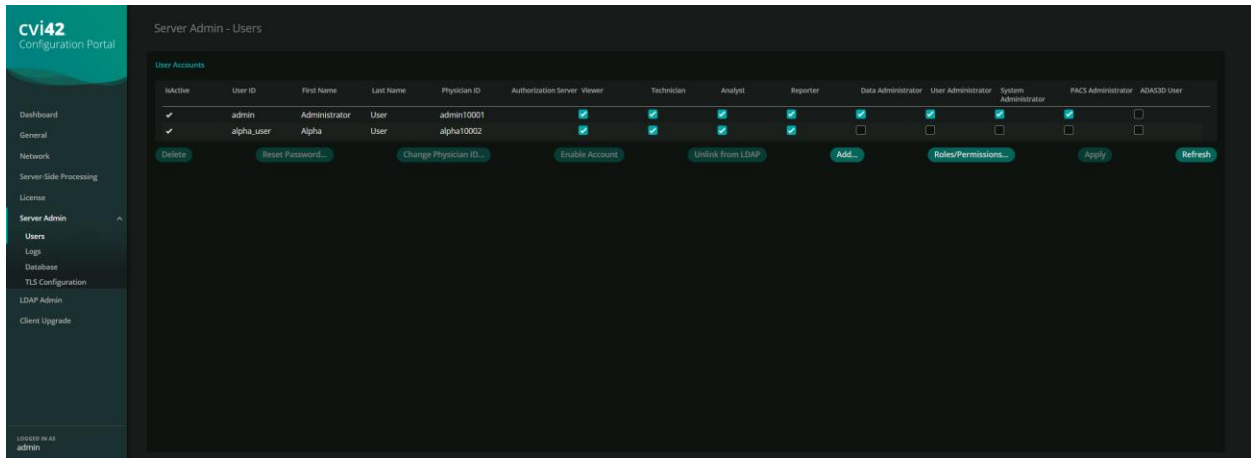 cvi42
Configuration Portal
Dashboard
General
Network
Server-Side Processing
License
Server Admin
Users
Logs
Database
TLS Configuration
LDAP Admin
Client Upgrade
LOGGED IN AS
admin
Server Admin - Users
User Accounts
IsActive User ID First Name Last Name Physician ID Authorization Server Viewer Technician Analyst Reporter Data Administrator User Administrator System Administrator PACS Administrator ADAS3D User
admin Administrator User admin10001
alpha_user Alpha User alpha10002
Delete Reset Password... Change Physician ID... Enable Account Unlink from LDAP Add... Roles/Permissions... Apply Refresh